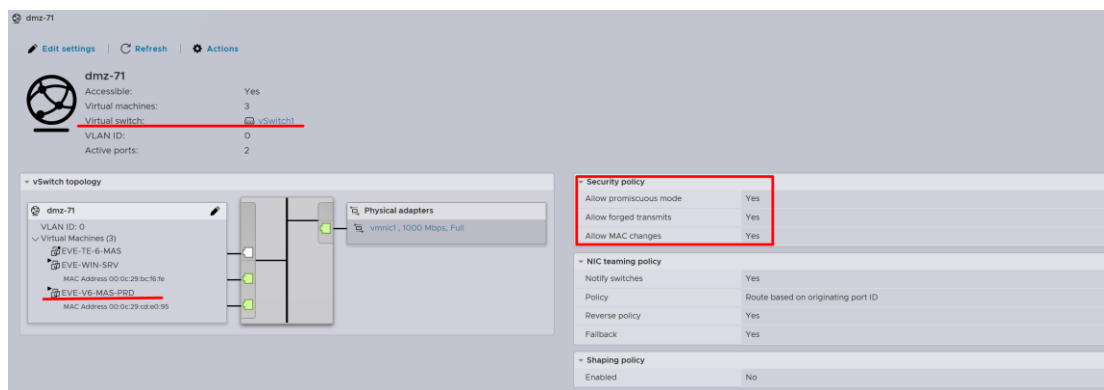 dmz-71
Edit settings | Refresh | Actions
dmz-71
Accessible: Yes
Virtual machines: 3
Virtual switch: vSwitch1
VLAN ID: 0
Active ports: 2
vSwitch topology
dmz-71
VLAN ID: 0
Virtual Machines (3)
EVE-TE-6-MAS
EVE-WIN-SRV
MAC Address 00:0c:29:bc:f6:fe
EVE-V6-MAS-PRD
MAC Address 00:0c:29:cd:e0:95
Physical adapters
vmnic1 , 1000 Mbps, Full
Security policy
Allow promiscuous mode Yes
Allow forged transmits Yes
Allow MAC changes Yes
NIC teaming policy
Notify switches Yes
Policy Route based on originating port ID
Reverse policy Yes
Failback Yes
Shaping policy
Enabled No